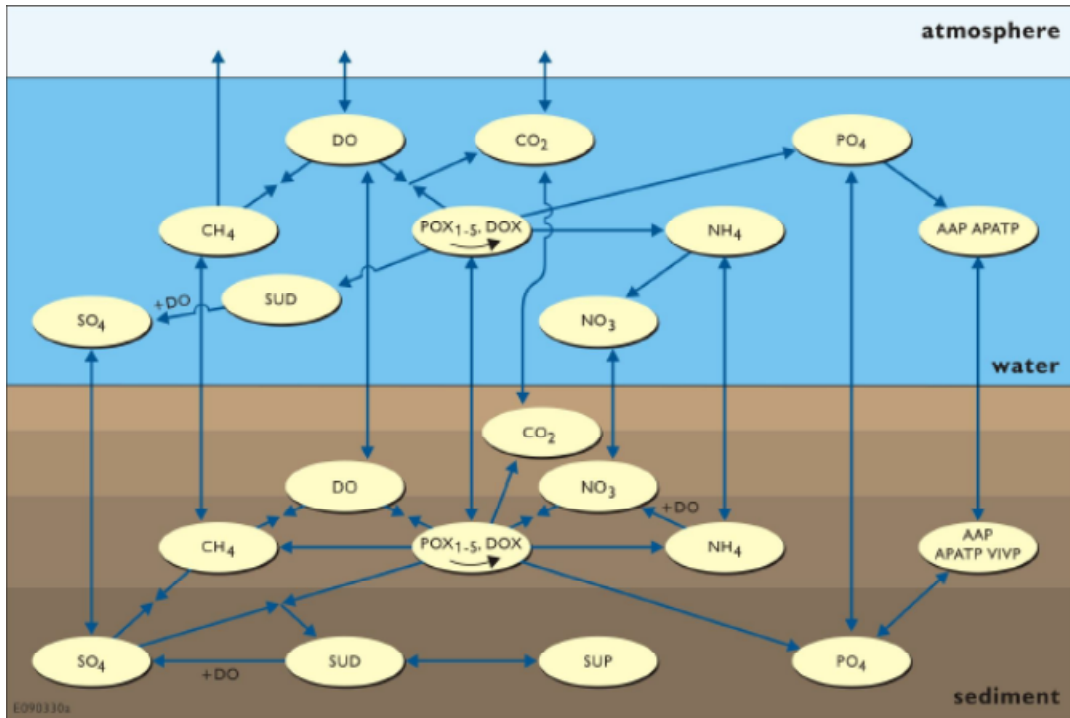 atmosphere
DO
CO₂
PO₄
CH₄
POX₁₋₅, DOX
NH₄
AAP APATP
SUD
+DO
SO₄
NO₃
water
CO₂
DO
NO₃
+DO
CH₄
POX₁₋₅, DOX
NH₄
AAP
APATP VIVP
SO₄
+DO
SUD
SUP
PO₄
sediment
E090330a